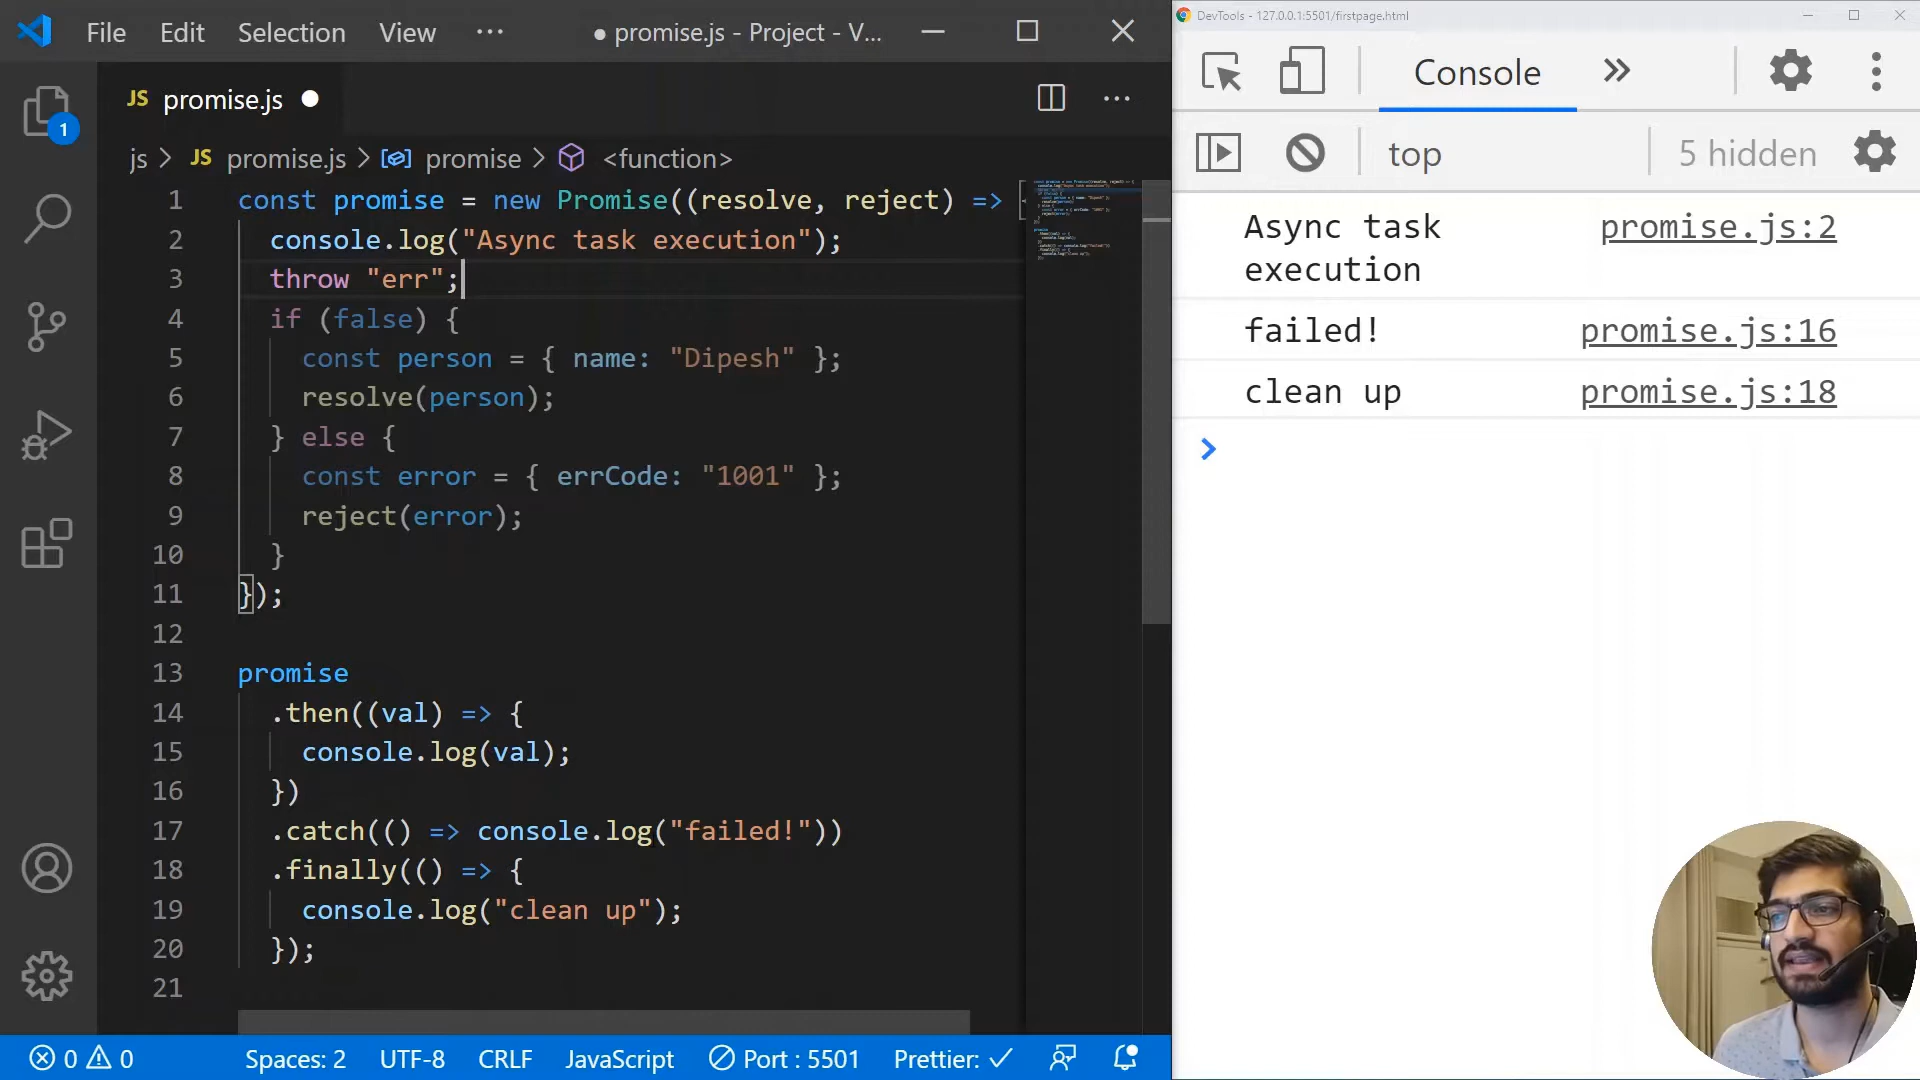 File Edit Selection View ··· ● promise.js - Project - V...
JS promise.js ●
1
js > JS promise.js > promise > <function>
1 const promise = new Promise((resolve, reject) => {
2 console.log("Async task execution");
3 throw "err";
4 if (false) {
5 const person = { name: "Dipesh" };
6 resolve(person);
7 } else {
8 const error = { errCode: "1001" };
9 reject(error);
10 }
11 });
12
13 promise
14 .then((val) => {
15 console.log(val);
16 })
17 .catch(() => console.log("failed!"))
18 .finally(() => {
19 console.log("clean up");
20 });
21
0 0 Spaces: 2 UTF-8 CRLF JavaScript Port : 5501 Prettier: ✓
DevTools - 127.0.0.1:5501/firstpage.html
Console »
top 5 hidden
Async task promise.js:2
execution
failed! promise.js:16
clean up promise.js:18
>